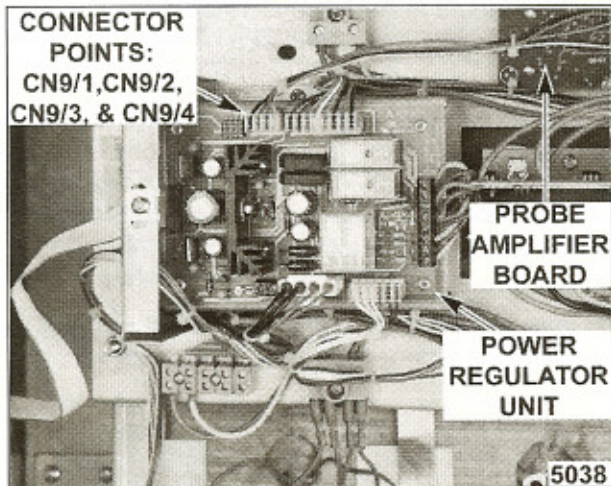 CONNECTOR
POINTS:
CN9/1,CN9/2,
CN9/3, & CN9/4
PROBE
AMPLIFIER
BOARD
POWER
REGULATOR
UNIT
5038